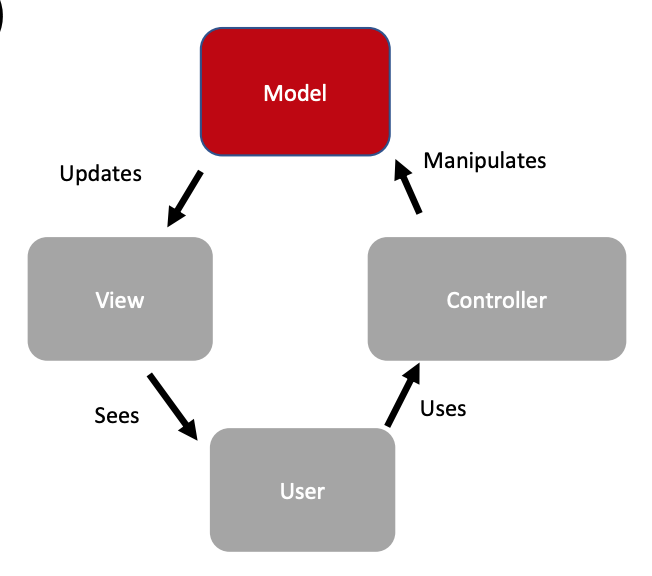 Model
Updates
Manipulates
View
Controller
Sees
Uses
User